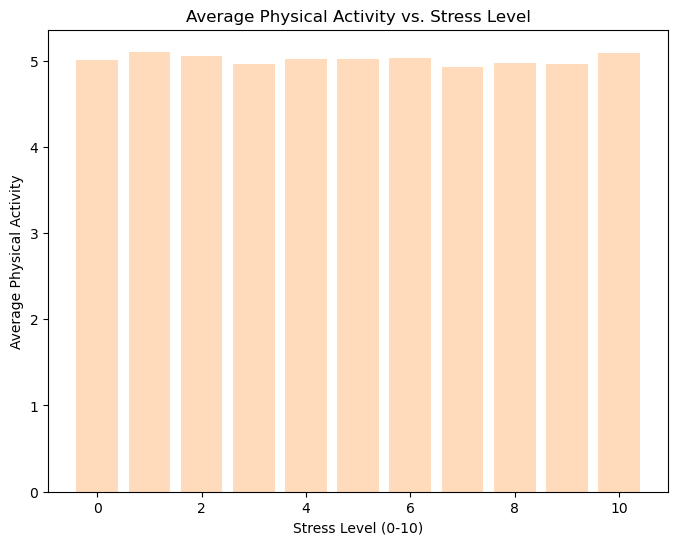 Average Physical Activity vs. Stress Level
Average Physical Activity
5
4
3
2
1
0
0 2 4 6 8 10
Stress Level (0-10)